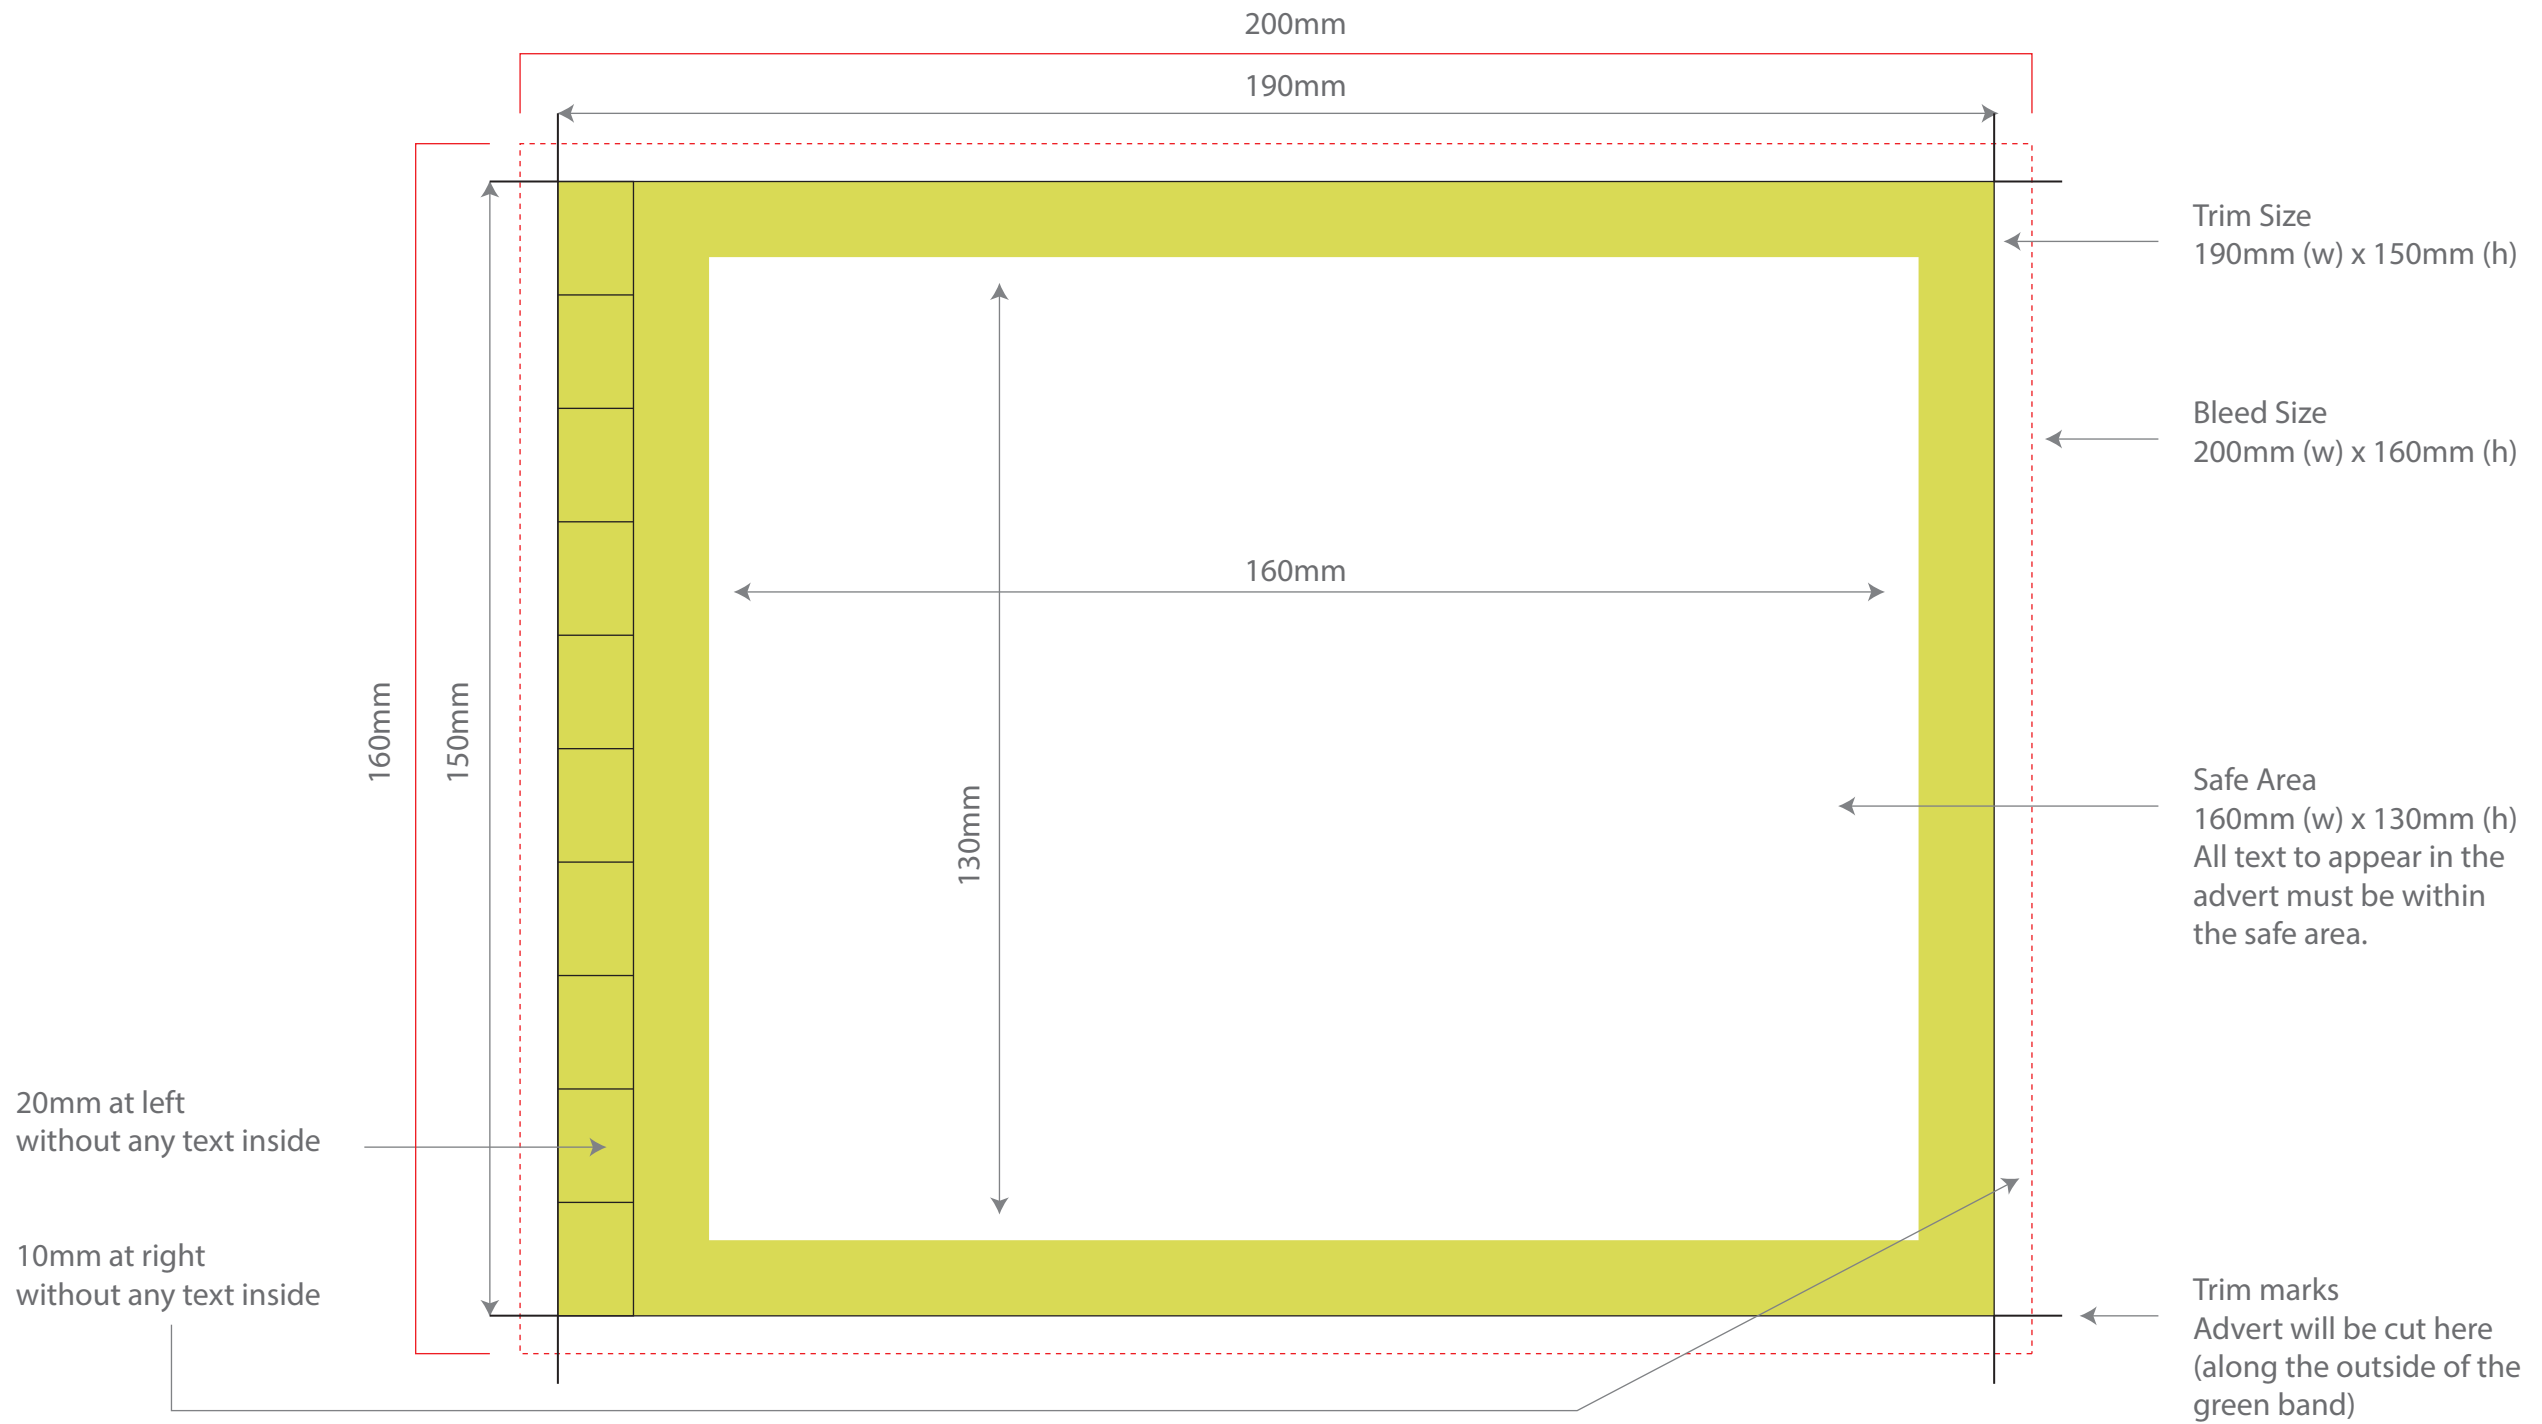 200mm
190mm
Trim Size
190mm (w) x 150mm (h)
Bleed Size
200mm (w) x 160mm (h)
160mm
160mm
150mm
130mm
Safe Area
160mm (w) x 130mm (h)
All text to appear in the
advert must be within
the safe area.
20mm at left
without any text inside
10mm at right
without any text inside
Trim marks
Advert will be cut here
(along the outside of the
green band)